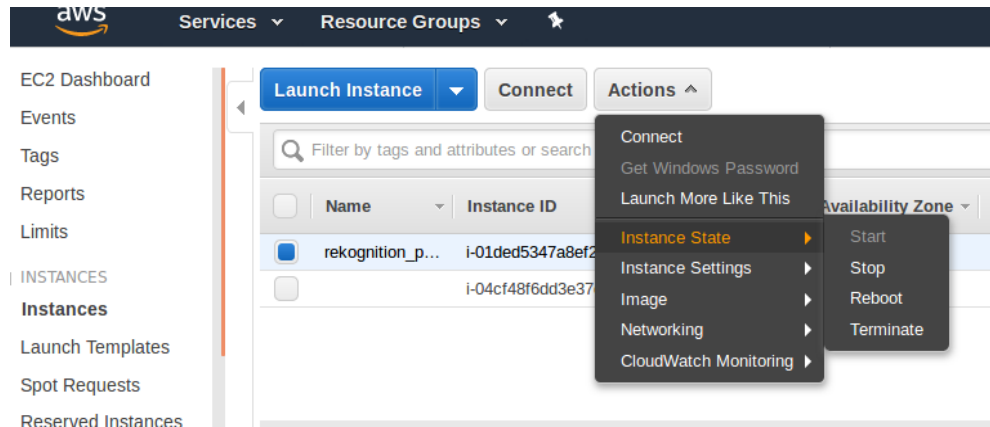 aws Services Resource Groups
EC2 Dashboard
Events
Tags
Reports
Limits
INSTANCES
Instances
Launch Templates
Spot Requests
Reserved Instances
Launch Instance Connect Actions
Filter by tags and attributes or search
Name Instance ID Availability Zone
rekognition_p... i-01ded5347a8ef2
i-04cf48f6dd3e37
Connect
Get Windows Password
Launch More Like This
Instance State
Instance Settings
Image
Networking
CloudWatch Monitoring
Start
Stop
Reboot
Terminate